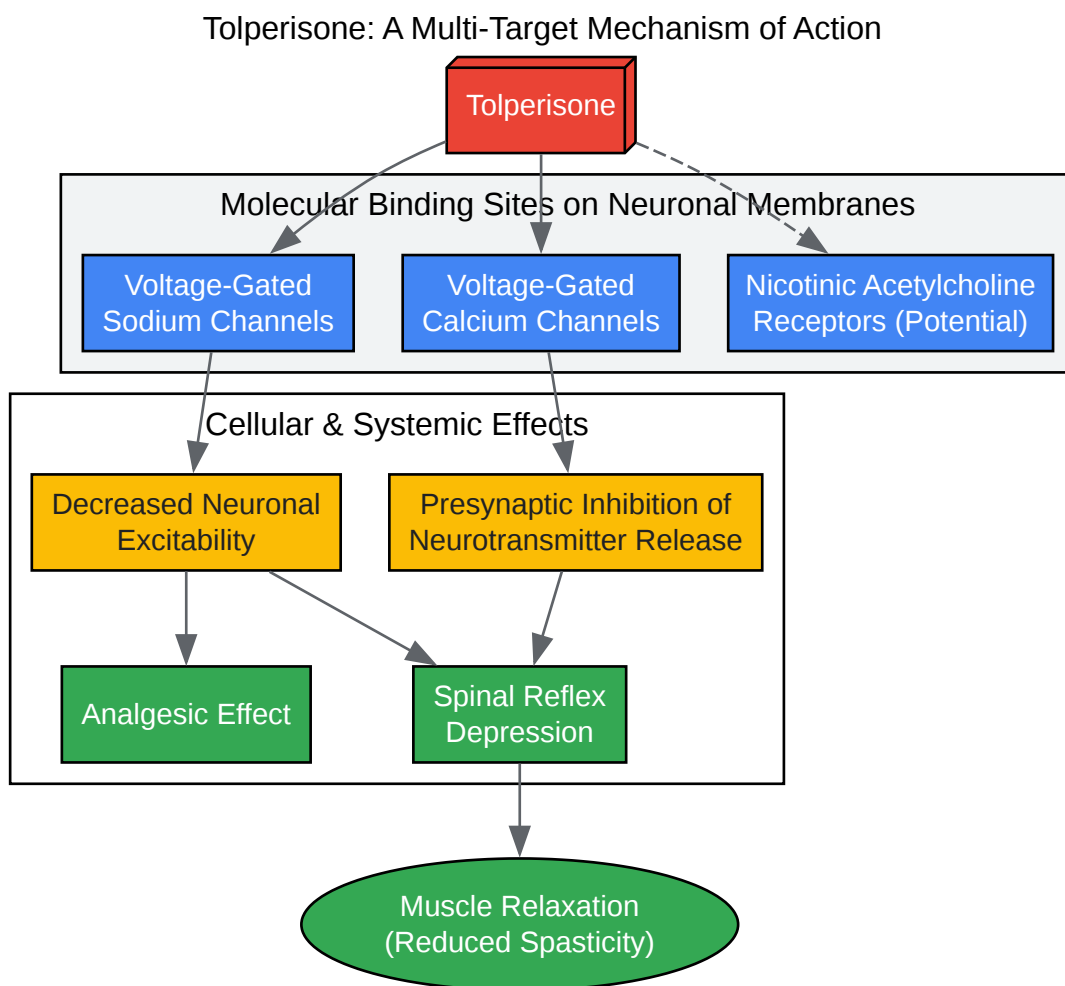 Tolperisone: A Multi-Target Mechanism of Action
Tolperisone
Molecular Binding Sites on Neuronal Membranes
Voltage-Gated
Sodium Channels
Voltage-Gated
Calcium Channels
Nicotinic Acetylcholine
Receptors (Potential)
Cellular & Systemic Effects
Decreased Neuronal
Excitability
Presynaptic Inhibition of
Neurotransmitter Release
Analgesic Effect
Spinal Reflex
Depression
Muscle Relaxation
(Reduced Spasticity)